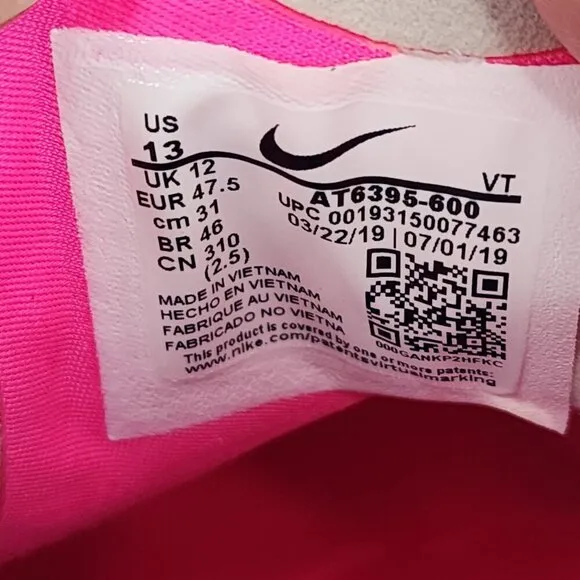 US
13
UK 12
EUR 47.5
cm 31
BR 46
CN 310
(2.5)
VT
AT6395-600
UPC 00193150077463
03/22/19 | 07/01/19
MADE IN VIETNAM
HECHO EN VIETNAM
FABRIQUE AU VIETNAM
FABRICADO NO VIETNA
This product is covered by one or more patents:
www.nike.com/patentsvirtualmarking
000GANKP2HFKC